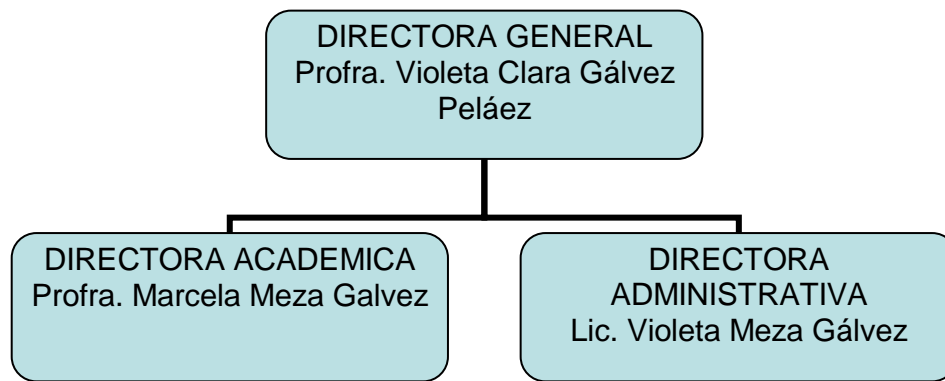 DIRECTORA GENERAL
Profra. Violeta Clara Gálvez
Peláez
DIRECTORA ACADEMICA
Profra. Marcela Meza Galvez
DIRECTORA
ADMINISTRATIVA
Lic. Violeta Meza Gálvez